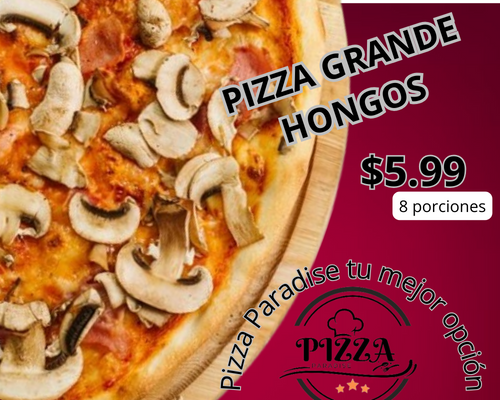 PIZZA GRANDE
HONGOS
$5.99
8 porciones
Pizza Paradise tu mejor opción
PIZZA